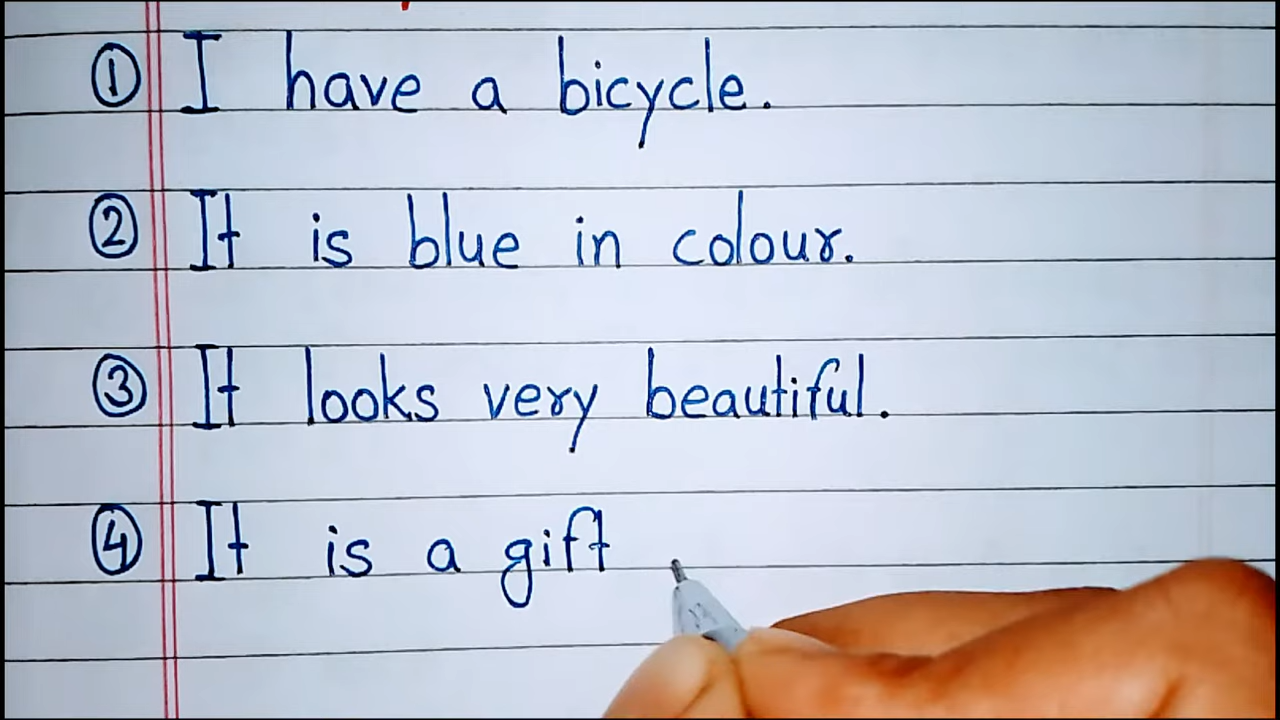 ① I have a bicycle.
② It is blue in colour.
③ It looks very beautiful.
④ It is a gift